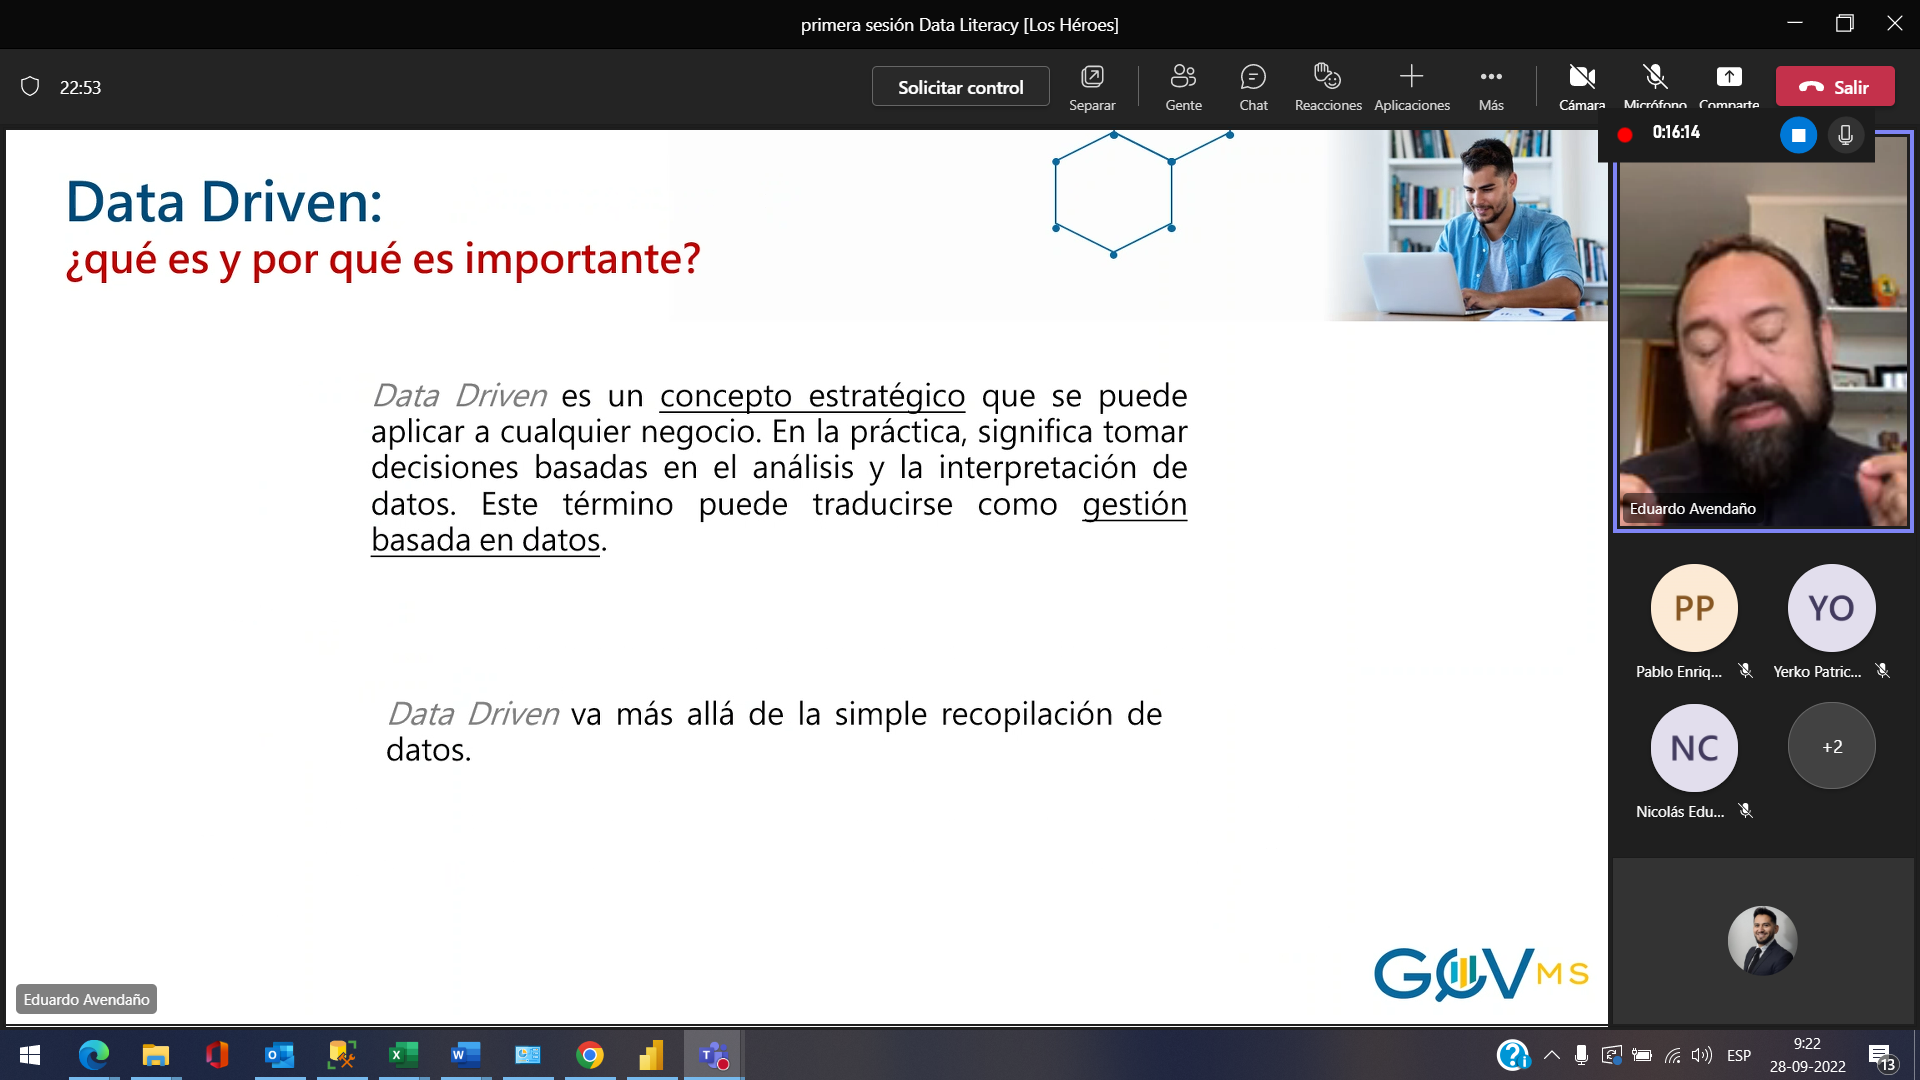 primera sesión Data Literacy [Los Héroes]
22:53
Solicitar control
Separar
Gente
Chat
Reacciones
Aplicaciones
Más
Cámara
Micrófono
Comparte
Salir
0:16:14
Data Driven:
¿qué es y por qué es importante?
Data Driven es un concepto estratégico que se puede
aplicar a cualquier negocio. En la práctica, significa tomar
decisiones basadas en el análisis y la interpretación de
datos. Este término puede traducirse como gestión
basada en datos.
Data Driven va más allá de la simple recopilación de
datos.
GOV MS
Eduardo Avendaño
Eduardo Avendaño
PP
Pablo Enriq...
YO
Yerko Patric...
NC
Nicolás Edu...
+2
ESP
9:22
28-09-2022
13